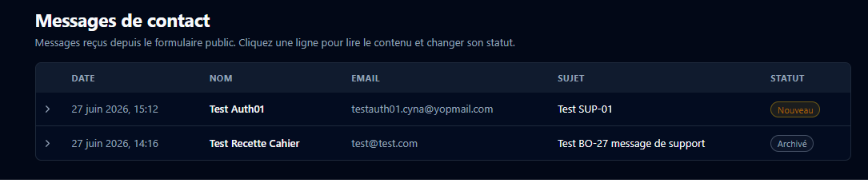 Messages de contact
Messages reçus depuis le formulaire public. Cliquez une ligne pour lire le contenu et changer son statut.
DATE NOM EMAIL SUJET STATUT
27 juin 2026, 15:12 Test Auth01 testauth01.cyna@yopmail.com Test SUP-01 Nouveau
27 juin 2026, 14:16 Test Recette Cahier test@test.com Test BO-27 message de support Archivé